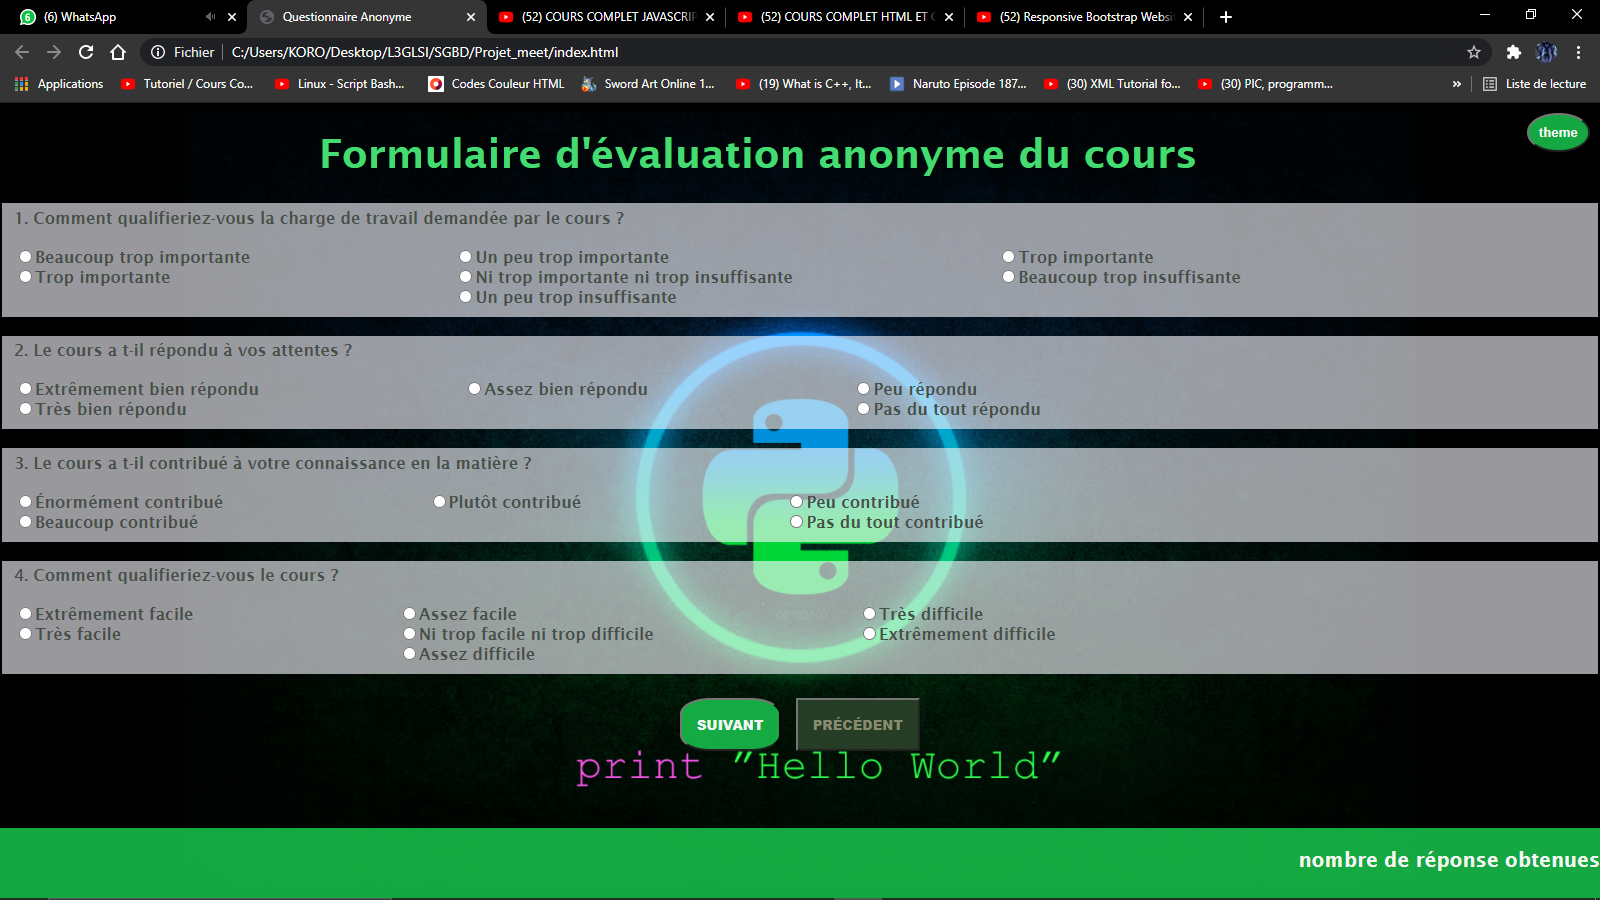 (6) WhatsApp
Questionnaire Anonyme
(52) COURS COMPLET JAVASCRI
(52) COURS COMPLET HTML ET
(52) Responsive Bootstrap Websi
Fichier C:/Users/KORO/Desktop/L3GLSI/SGBD/Projet_meet/index.html
Applications
Tutoriel / Cours Co...
Linux - Script Bash...
Codes Couleur HTML
Sword Art Online 1...
(19) What is C++, It...
Naruto Episode 187...
(30) XML Tutorial fo...
(30) PIC, programm...
»
Liste de lecture
Formulaire d'évaluation anonyme du cours
theme
1. Comment qualifieriez-vous la charge de travail demandée par le cours ?
Beaucoup trop importante
Trop importante
Un peu trop importante
Ni trop importante ni trop insuffisante
Un peu trop insuffisante
Trop importante
Beaucoup trop insuffisante
2. Le cours a t-il répondu à vos attentes ?
Extrêmement bien répondu
Très bien répondu
Assez bien répondu
Peu répondu
Pas du tout répondu
3. Le cours a t-il contribué à votre connaissance en la matière ?
Énormément contribué
Beaucoup contribué
Plutôt contribué
Peu contribué
Pas du tout contribué
4. Comment qualifieriez-vous le cours ?
Extrêmement facile
Très facile
Assez facile
Ni trop facile ni trop difficile
Assez difficile
Très difficile
Extrêmement difficile
SUIVANT
PRÉCÉDENT
print ”Hello World”
nombre de réponse obtenues